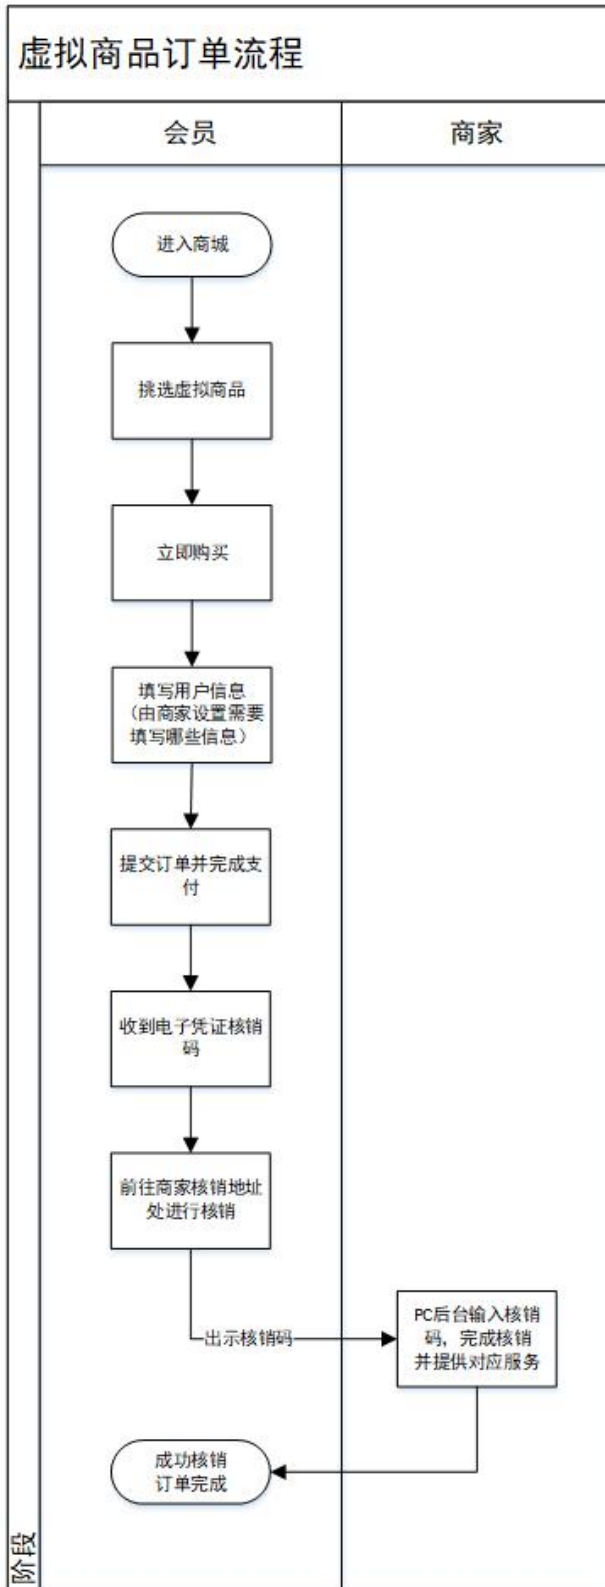 虚拟商品订单流程
会员
商家
进入商城
挑选虚拟商品
立即购买
填写用户信息
（由商家设置需要
填写哪些信息）
提交订单并完成支
付
收到电子凭证核销
码
前往商家核销地址
处进行核销
出示核销码
PC后台输入核销
码，完成核销
并提供对应服务
成功核销
订单完成
阶段